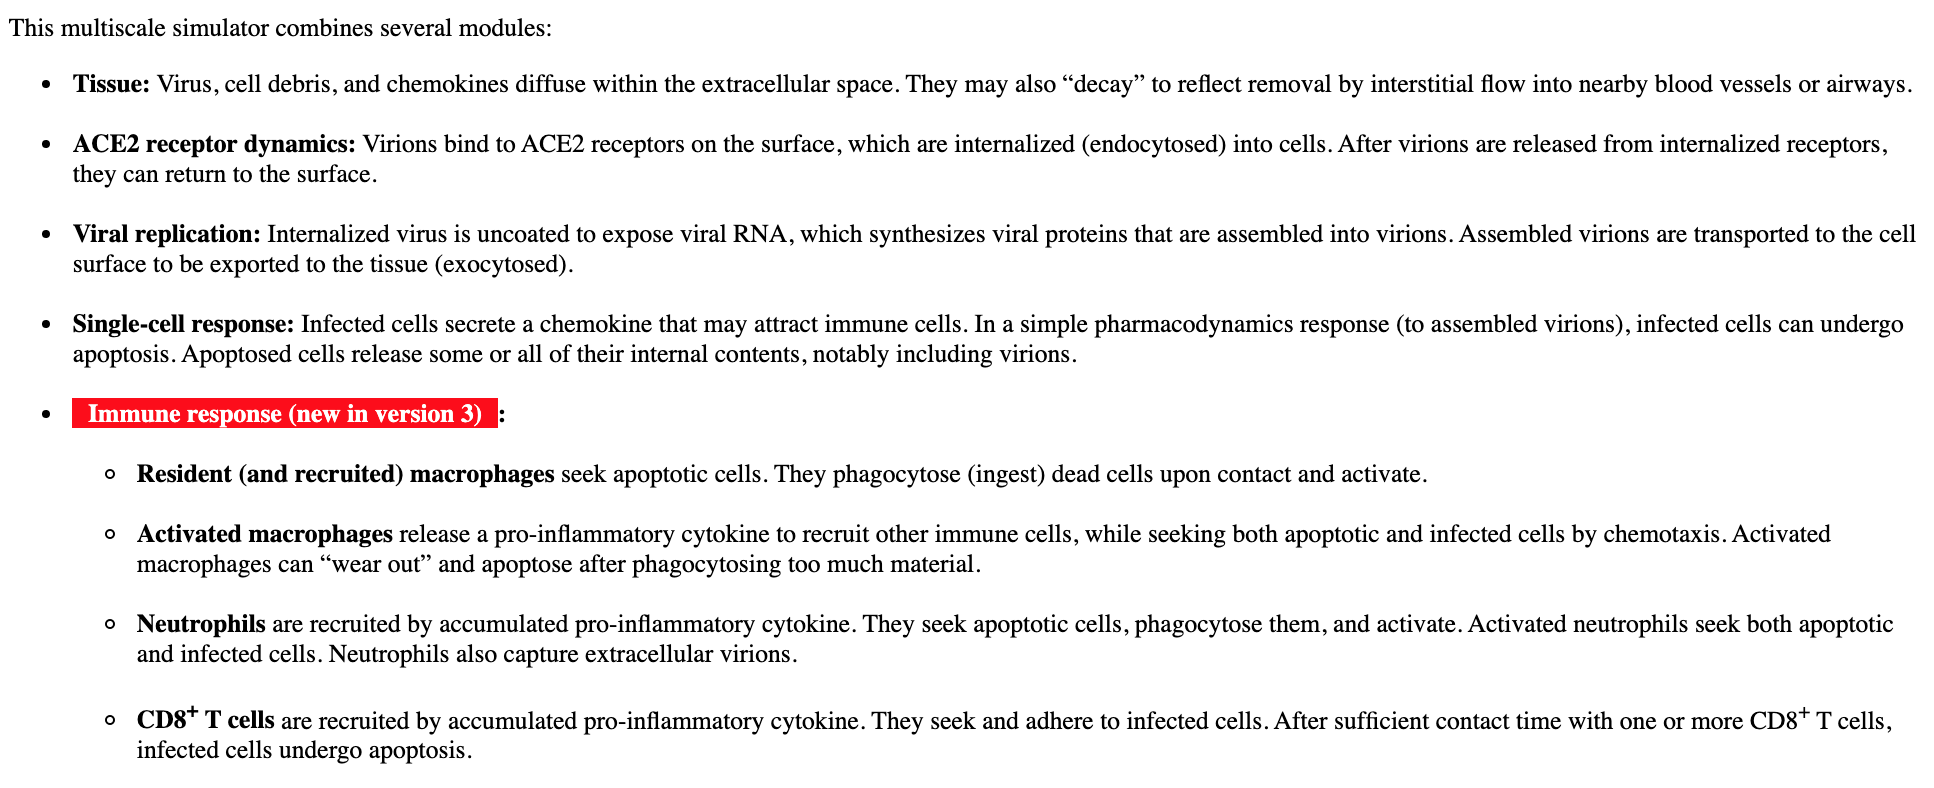 This multiscale simulator combines several modules:
• Tissue: Virus, cell debris, and chemokines diffuse within the extracellular space. They may also “decay” to reflect removal by interstitial flow into nearby blood vessels or airways.
• ACE2 receptor dynamics: Virions bind to ACE2 receptors on the surface, which are internalized (endocytosed) into cells. After virions are released from internalized receptors,
they can return to the surface.
• Viral replication: Internalized virus is uncoated to expose viral RNA, which synthesizes viral proteins that are assembled into virions. Assembled virions are transported to the cell
surface to be exported to the tissue (exocytosed).
• Single-cell response: Infected cells secrete a chemokine that may attract immune cells. In a simple pharmacodynamics response (to assembled virions), infected cells can undergo
apoptosis. Apoptosed cells release some or all of their internal contents, notably including virions.
• Immune response (new in version 3) :
◦ Resident (and recruited) macrophages seek apoptotic cells. They phagocytose (ingest) dead cells upon contact and activate.
◦ Activated macrophages release a pro-inflammatory cytokine to recruit other immune cells, while seeking both apoptotic and infected cells by chemotaxis. Activated
macrophages can “wear out” and apoptose after phagocytosing too much material.
◦ Neutrophils are recruited by accumulated pro-inflammatory cytokine. They seek apoptotic cells, phagocytose them, and activate. Activated neutrophils seek both apoptotic
and infected cells. Neutrophils also capture extracellular virions.
◦ CD8⁺ T cells are recruited by accumulated pro-inflammatory cytokine. They seek and adhere to infected cells. After sufficient contact time with one or more CD8⁺ T cells,
infected cells undergo apoptosis.